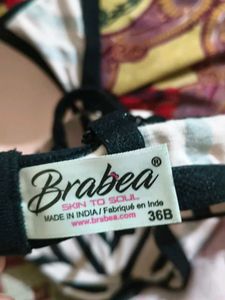 Brabea®
SKIN TO SOUL
MADE IN INDIA / Fabriqué en Inde
www.brabea.com 36B